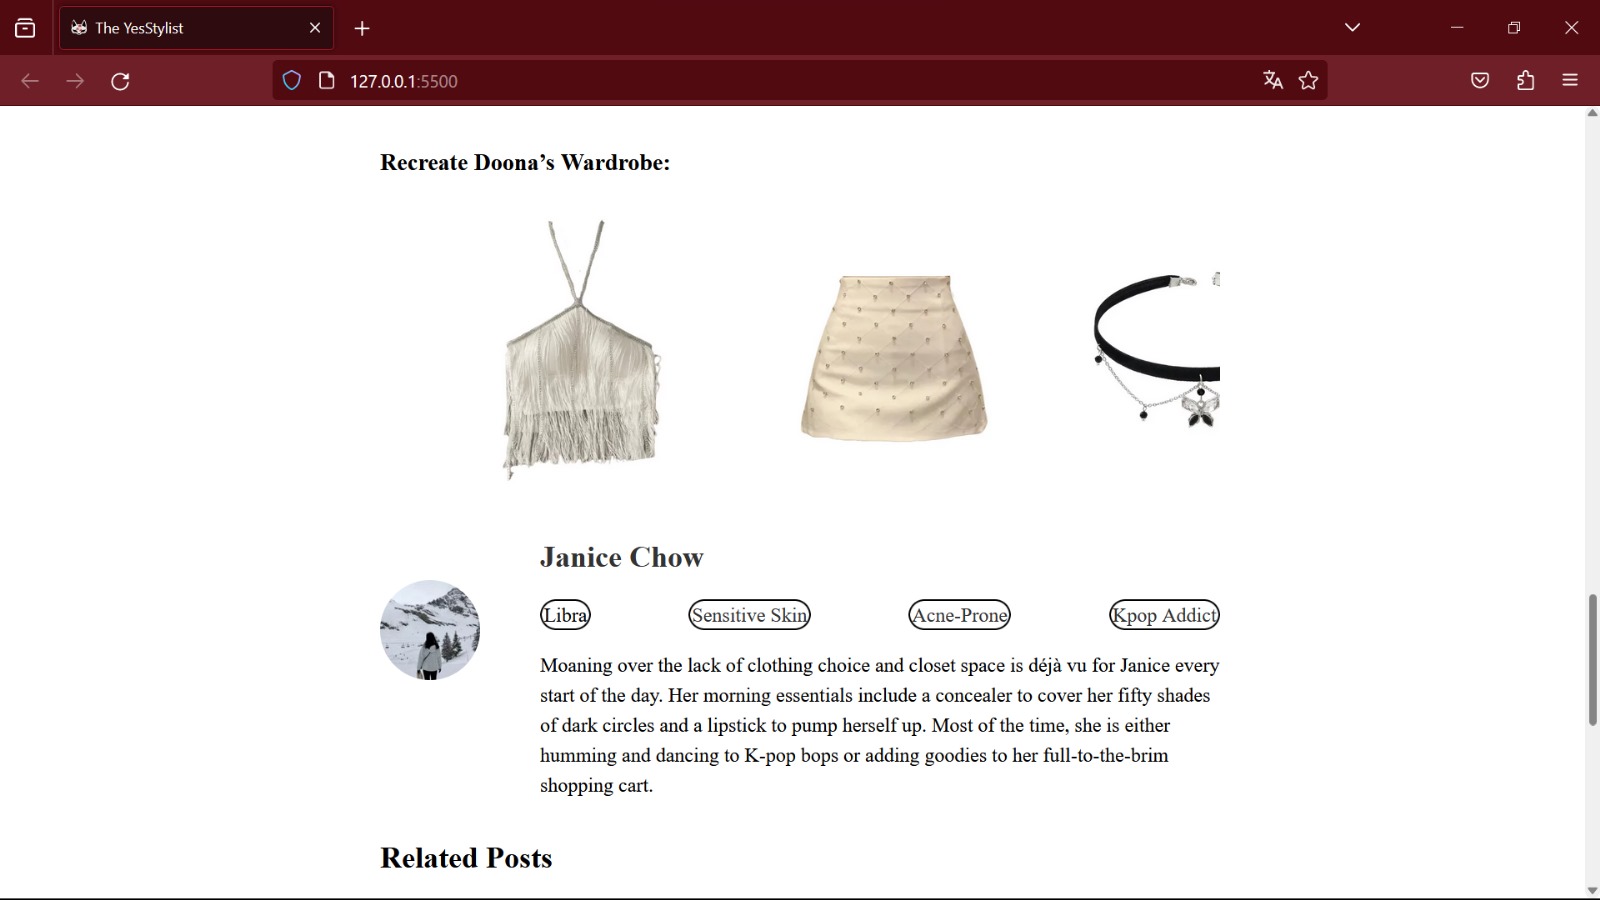 The YesStylist
127.0.0.1:5500
Recreate Doona’s Wardrobe:
Janice Chow
Libra
Sensitive Skin
Acne-Prone
Kpop Addict
Moaning over the lack of clothing choice and closet space is déjà vu for Janice every
start of the day. Her morning essentials include a concealer to cover her fifty shades
of dark circles and a lipstick to pump herself up. Most of the time, she is either
humming and dancing to K-pop bops or adding goodies to her full-to-the-brim
shopping cart.
Related Posts